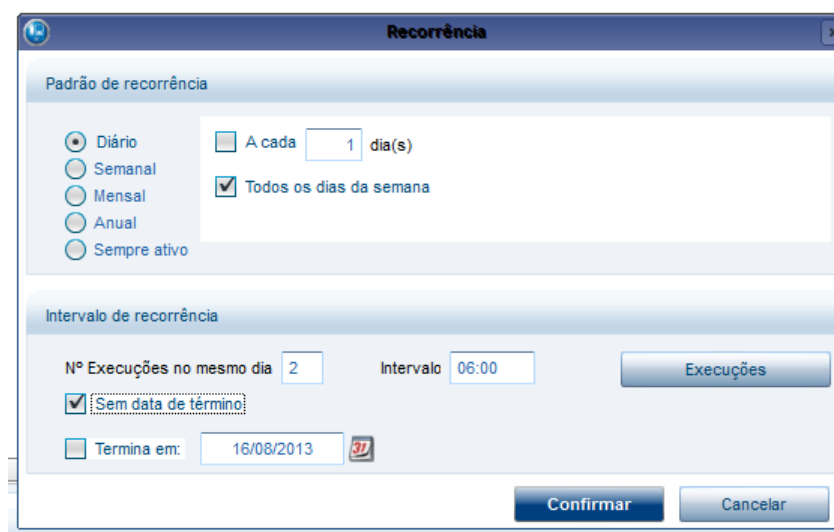 Recorrência
Padrão de recorrência
Diário
A cada 1 dia(s)
Semanal
Todos os dias da semana
Mensal
Anual
Sempre ativo
Intervalo de recorrência
Nº Execuções no mesmo dia 2 Intervalo 06:00 Execuções
Sem data de término
Termina em: 16/08/2013 31
Confirmar Cancelar